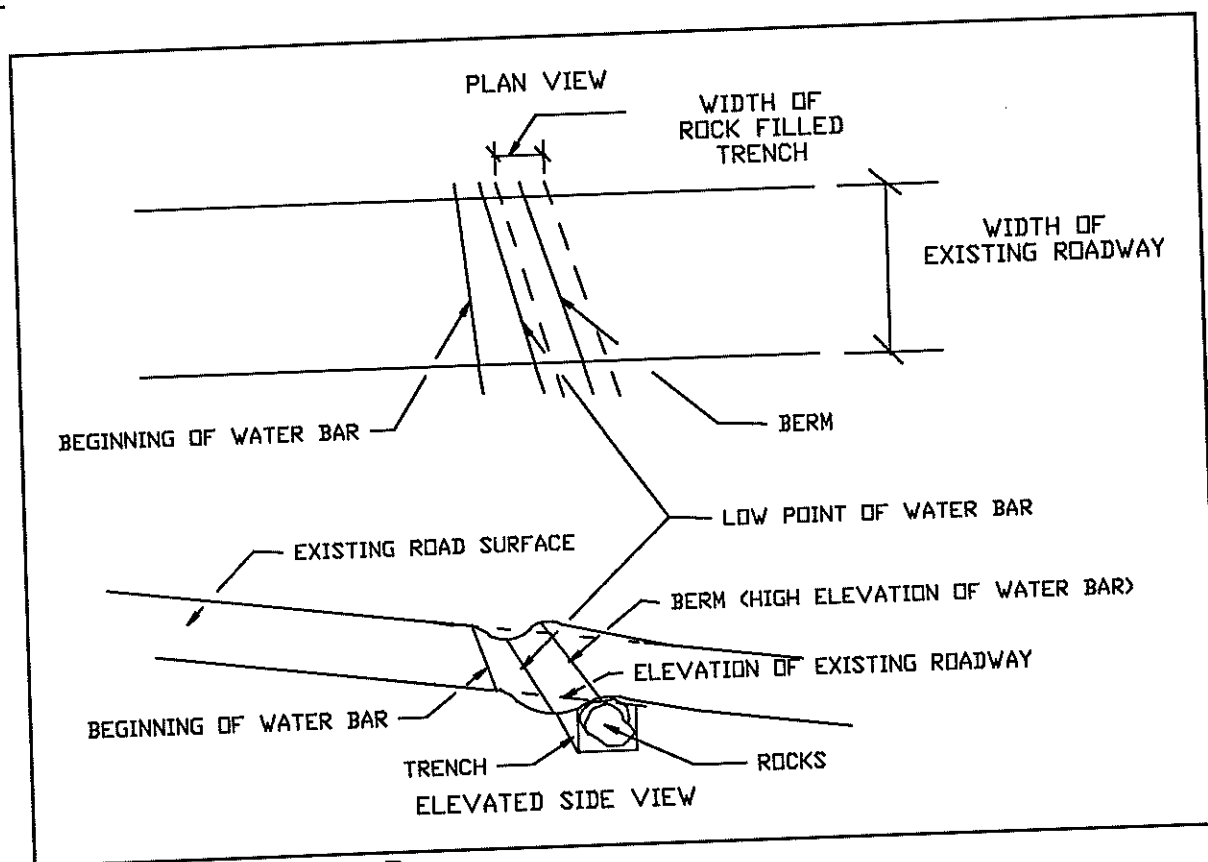 PLAN VIEW
WIDTH OF
ROCK FILLED
TRENCH
WIDTH OF
EXISTING ROADWAY
BEGINNING OF WATER BAR
BERM
LOW POINT OF WATER BAR
EXISTING ROAD SURFACE
BERM (HIGH ELEVATION OF WATER BAR)
ELEVATION OF EXISTING ROADWAY
BEGINNING OF WATER BAR
TRENCH
ROCKS
ELEVATED SIDE VIEW